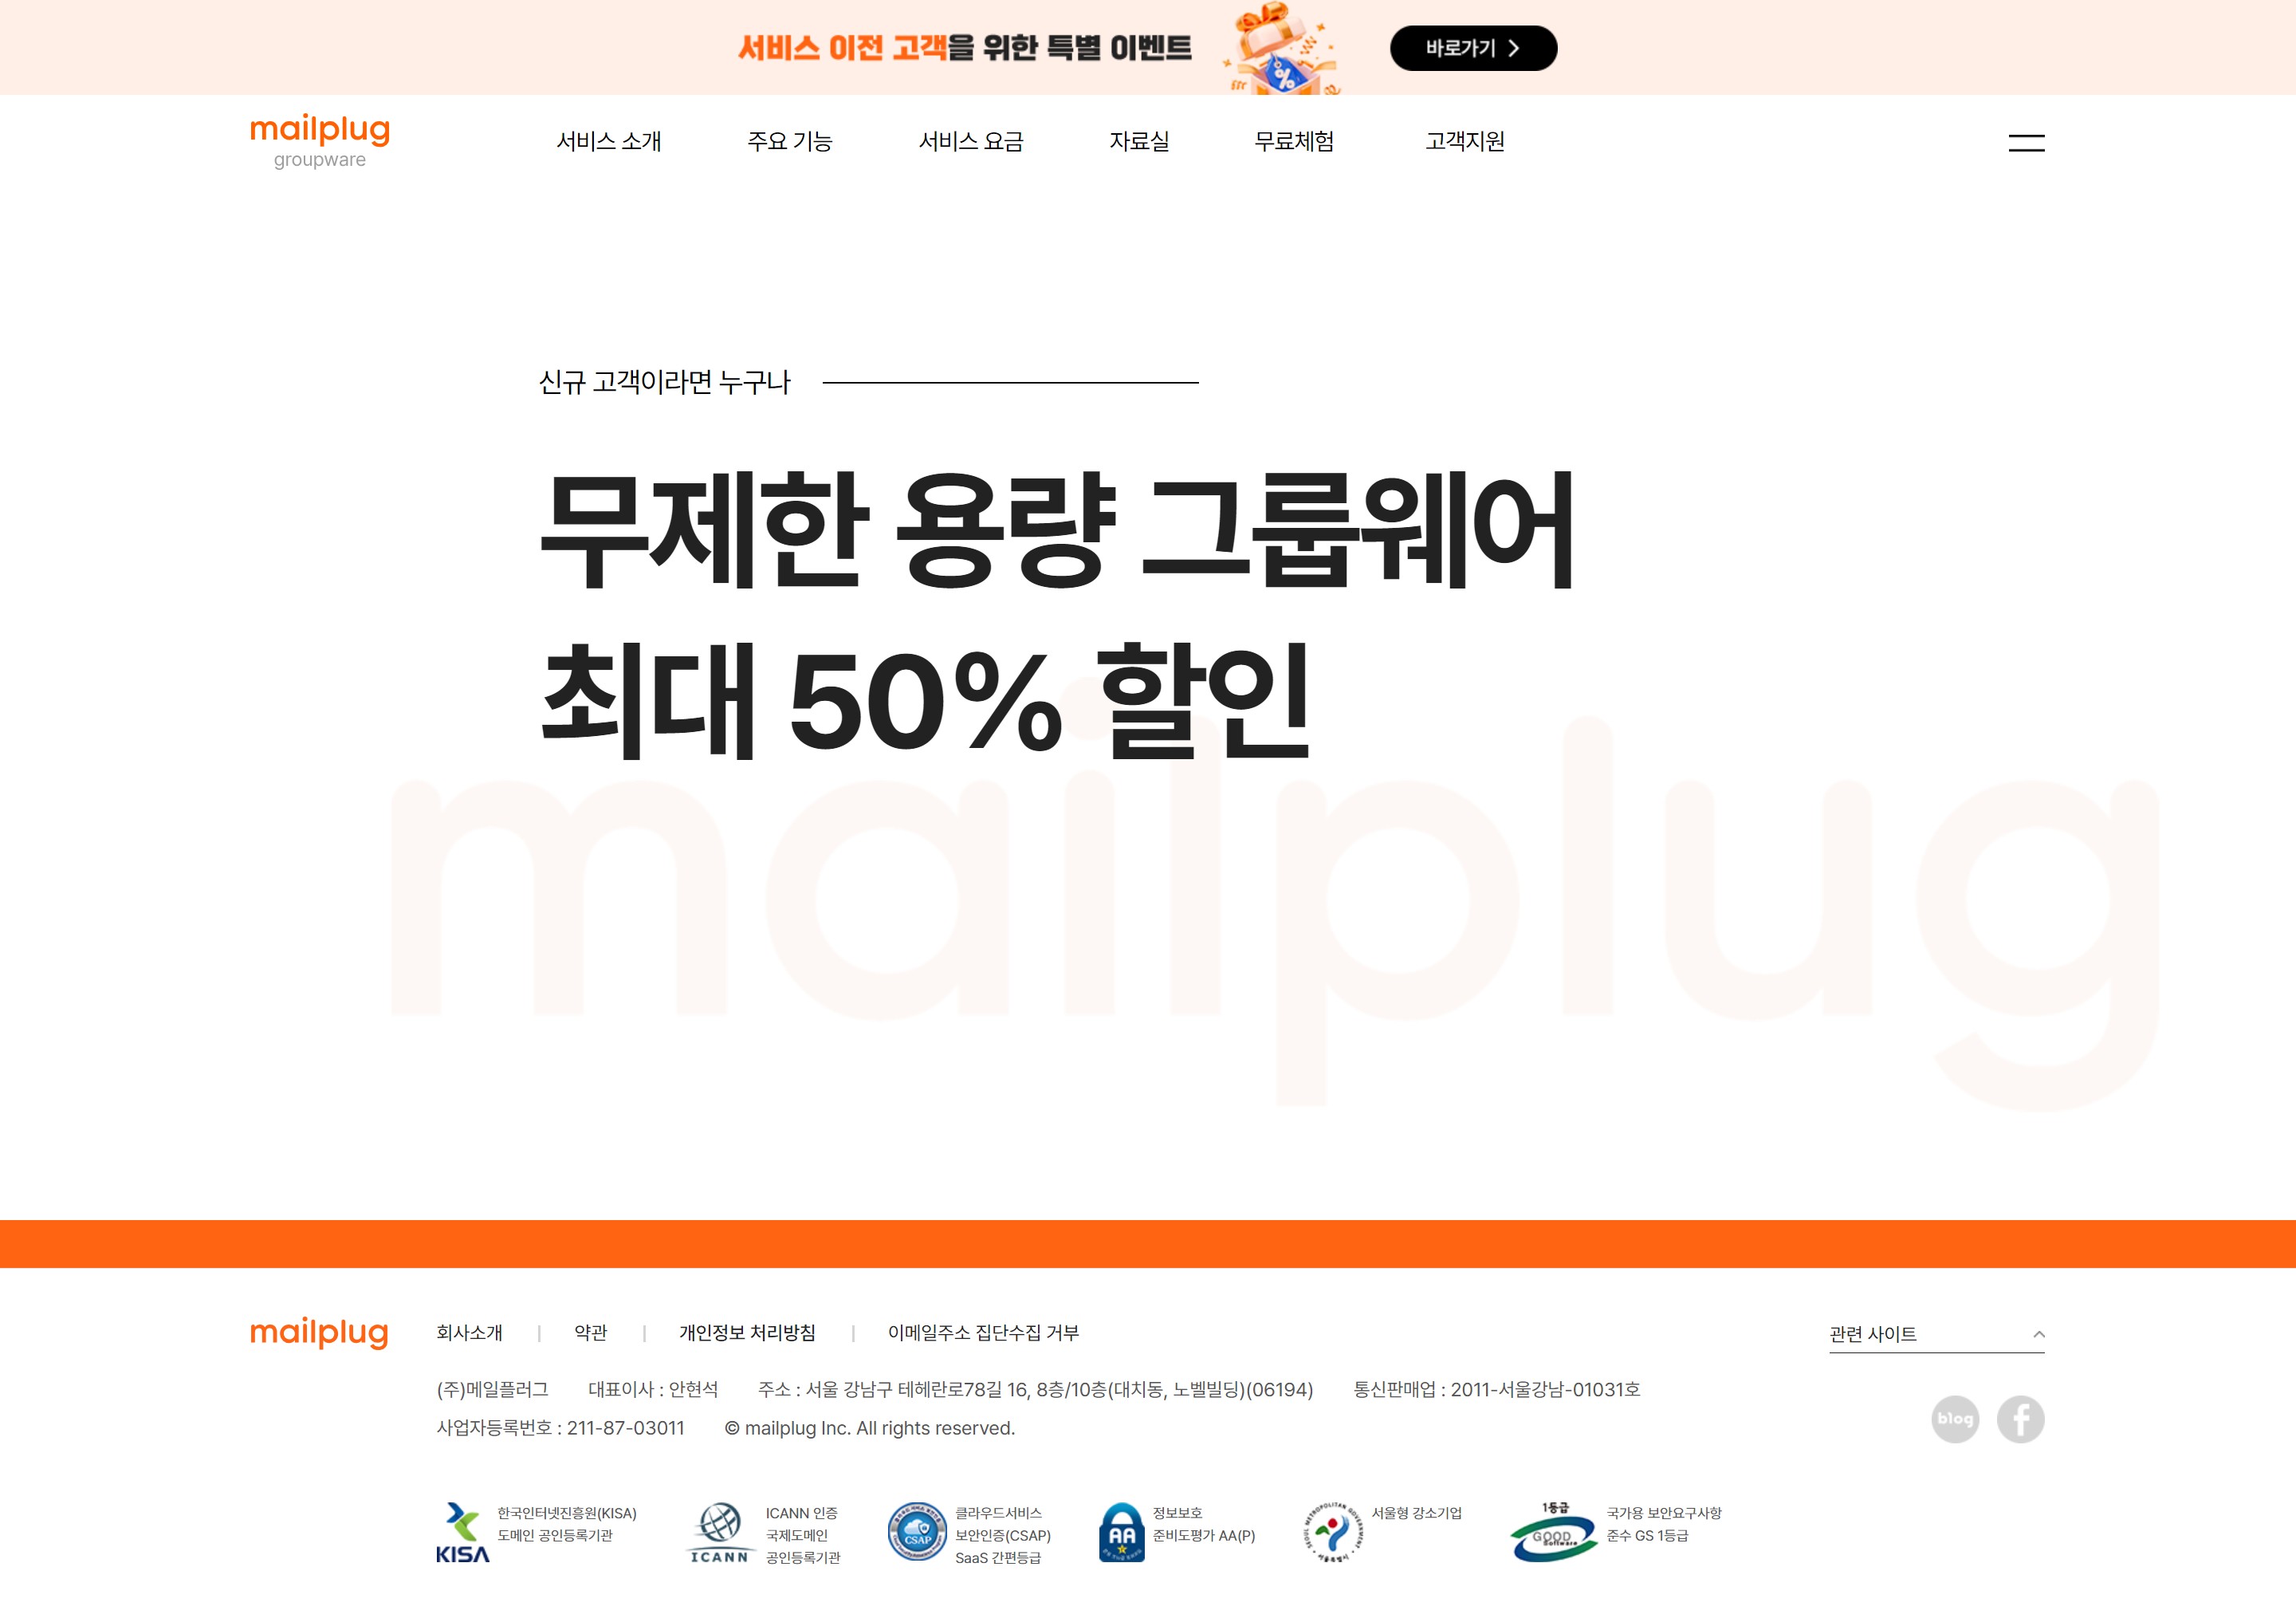 서비스 이전 고객을 위한 특별 이벤트
바로가기
mailplug
groupware
서비스 소개
주요 기능
서비스 요금
자료실
무료체험
고객지원
신규 고객이라면 누구나
무제한 용량 그룹웨어
최대 50% 할인
mailplug
mailplug
회사소개
약관
개인정보 처리방침
이메일주소 집단수집 거부
관련 사이트
(주)메일플러그 대표이사 : 안현석 주소 : 서울 강남구 테헤란로78길 16, 8층/10층(대치동, 노벨빌딩)(06194) 통신판매업 : 2011-서울강남-01031호
사업자등록번호 : 211-87-03011 © mailplug Inc. All rights reserved.
blog
KISA
한국인터넷진흥원(KISA)
도메인 공인등록기관
ICANN
ICANN 인증
국제도메인
공인등록기관
CSAP
클라우드서비스
보안인증(CSAP)
SaaS 간편등급
AA
정보보호
준비도평가 AA(P)
SEOUL METROPOLITAN GOVERNMENT
서울특별시
서울형 강소기업
1등급
GOOD
Software
국가용 보안요구사항
준수 GS 1등급